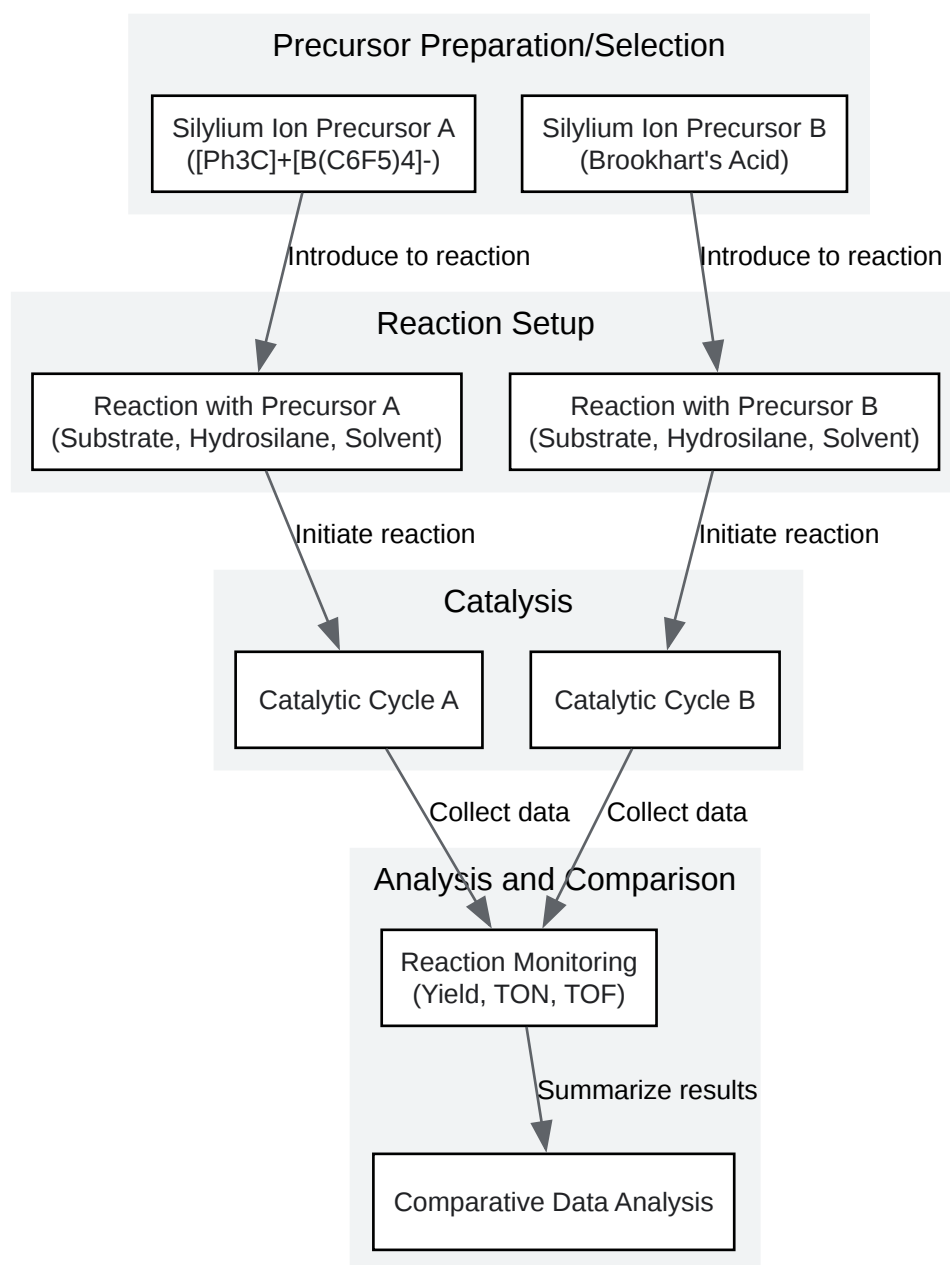 Precursor Preparation/Selection
Silylium Ion Precursor A
([Ph3C]+[B(C6F5)4]-)
Silylium Ion Precursor B
(Brookhart's Acid)
Introduce to reaction
Introduce to reaction
Reaction Setup
Reaction with Precursor A
(Substrate, Hydrosilane, Solvent)
Reaction with Precursor B
(Substrate, Hydrosilane, Solvent)
Initiate reaction
Initiate reaction
Catalysis
Catalytic Cycle A
Catalytic Cycle B
Collect data
Collect data
Analysis and Comparison
Reaction Monitoring
(Yield, TON, TOF)
Summarize results
Comparative Data Analysis